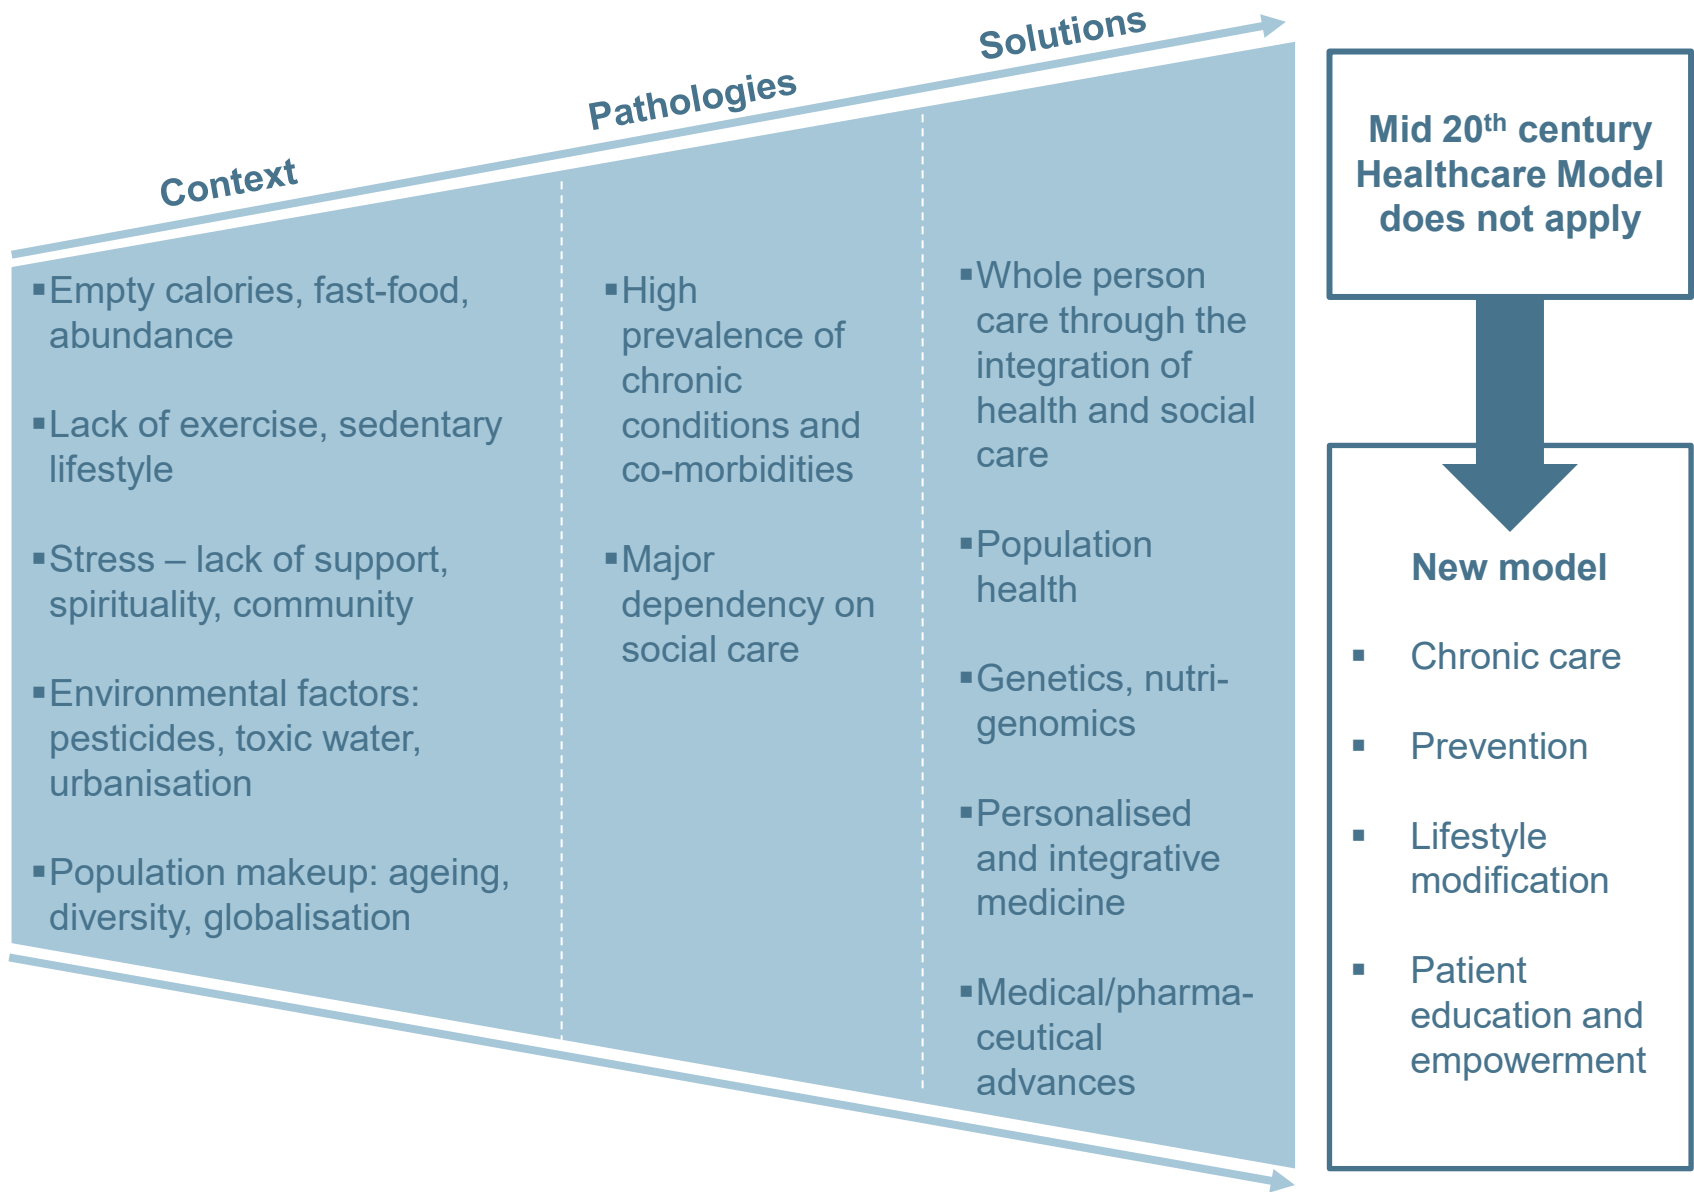 Context
Pathologies
Solutions
▪Empty calories, fast-food,
abundance
▪Lack of exercise, sedentary
lifestyle
▪Stress – lack of support,
spirituality, community
▪Environmental factors:
pesticides, toxic water,
urbanisation
▪Population makeup: ageing,
diversity, globalisation
▪High
prevalence of
chronic
conditions and
co-morbidities
▪Major
dependency on
social care
▪Whole person
care through the
integration of
health and social
care
▪Population
health
▪Genetics, nutri-
genomics
▪Personalised
and integrative
medicine
▪Medical/pharma-
ceutical
advances
Mid 20th century
Healthcare Model
does not apply
New model
▪ Chronic care
▪ Prevention
▪ Lifestyle
modification
▪ Patient
education and
empowerment